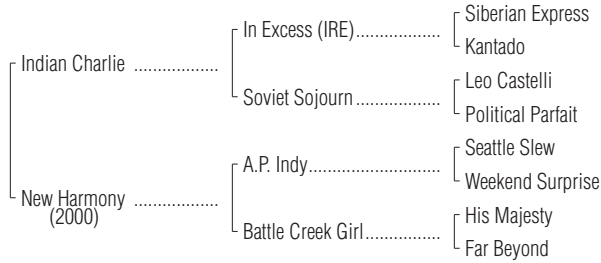 Siberian Express
In Excess (IRE)..................
Kantado
Indian Charlie ..................
Leo Castelli
Soviet Sojourn ..................
Political Parfait
Seattle Slew
A.P. Indy............................
Weekend Surprise
New Harmony ..................
(2000)
His Majesty
Battle Creek Girl................
Far Beyond